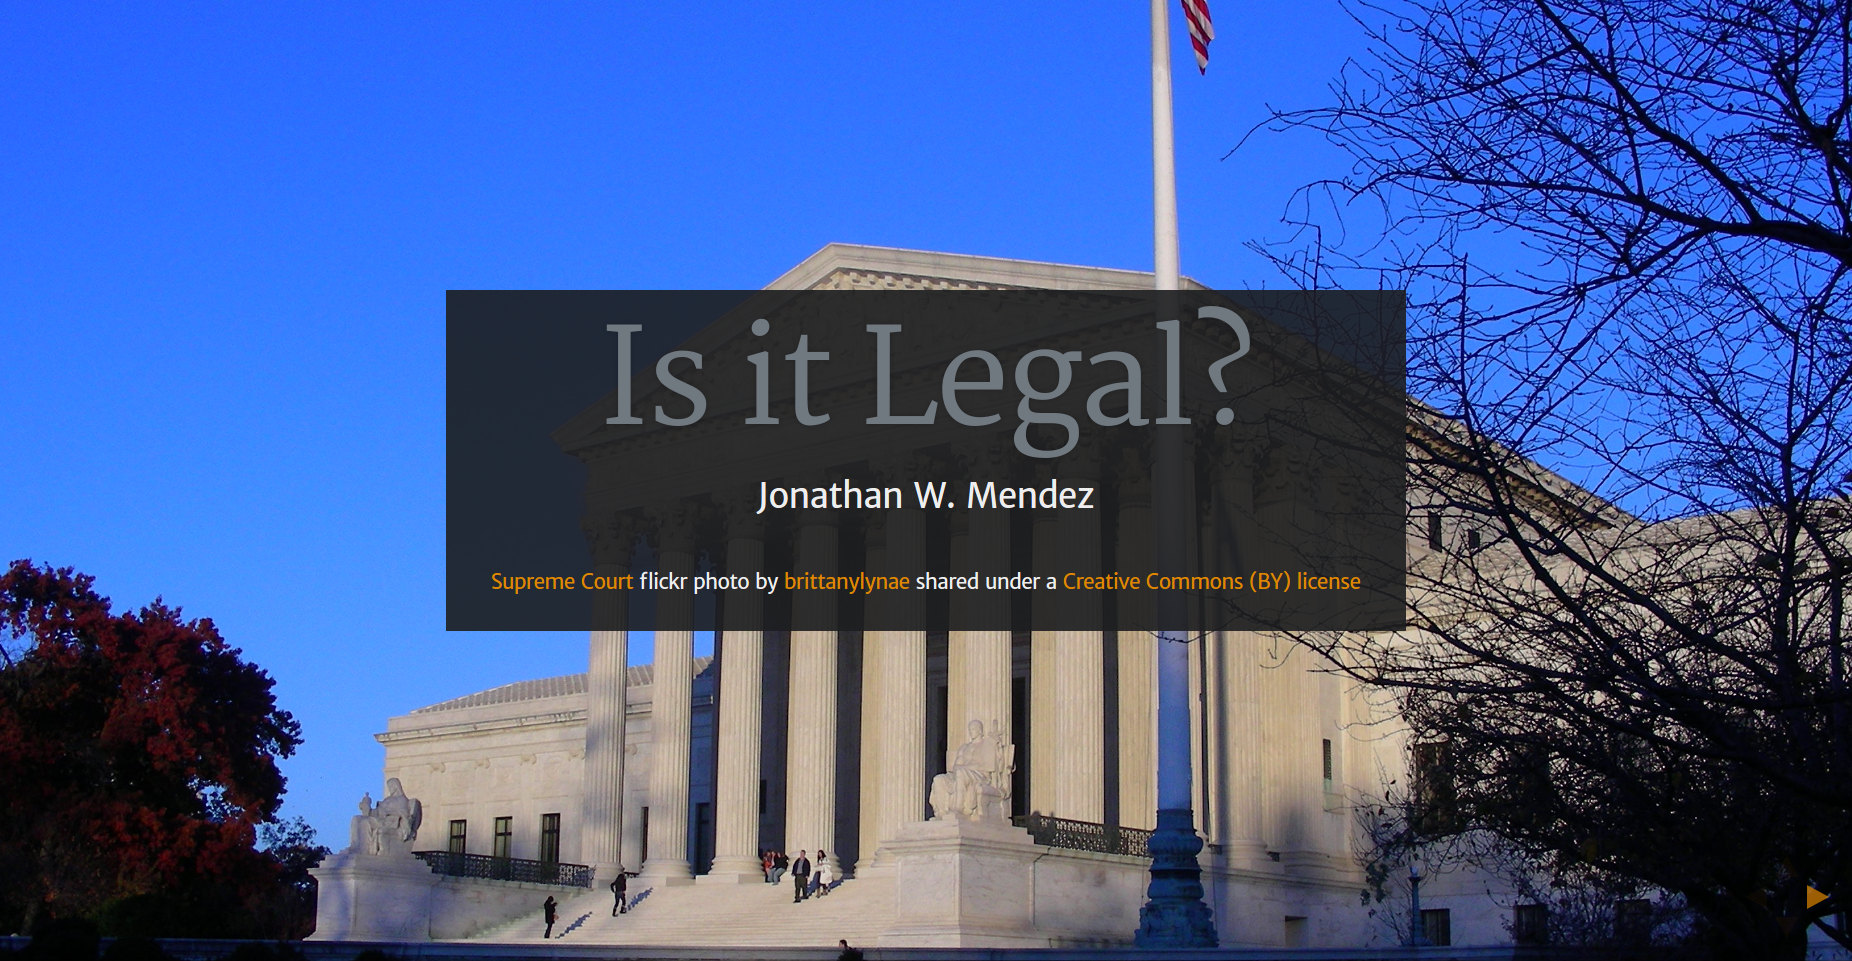 Is it Legal?
Jonathan W. Mendez
Supreme Court flickr photo by brittanylynae shared under a Creative Commons (BY) license